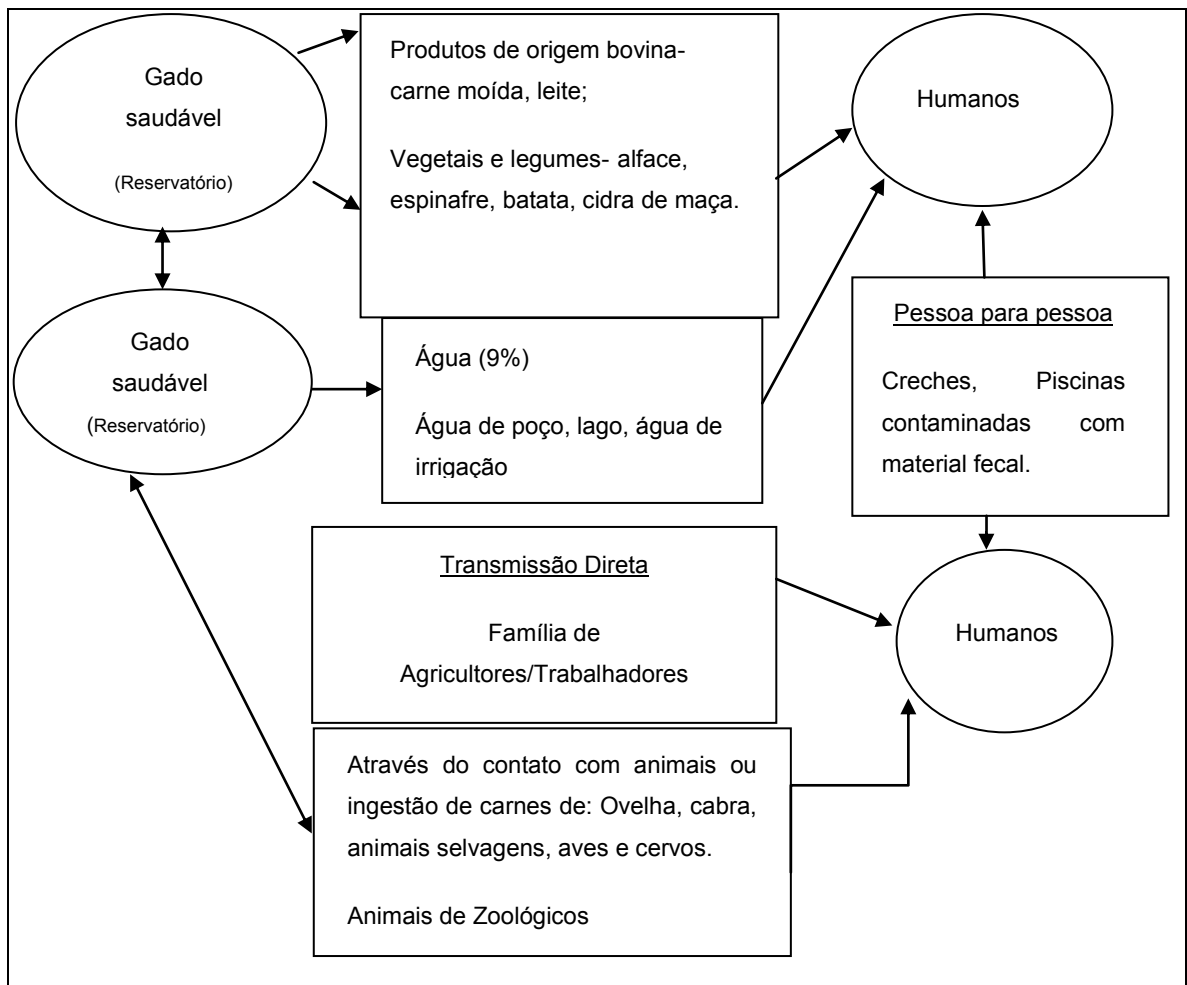 Gado
saudável
(Reservatório)
Produtos de origem bovina-
carne moída, leite;
Vegetais e legumes- alface,
espinafre, batata, cidra de maça.
Humanos
Gado
saudável
(Reservatório)
Água (9%)
Água de poço, lago, água de
irrigação
Pessoa para pessoa
Creches, Piscinas
contaminadas com
material fecal.
Transmissão Direta
Família de
Agricultores/Trabalhadores
Humanos
Através do contato com animais ou
ingestão de carnes de: Ovelha, cabra,
animais selvagens, aves e cervos.
Animais de Zoológicos